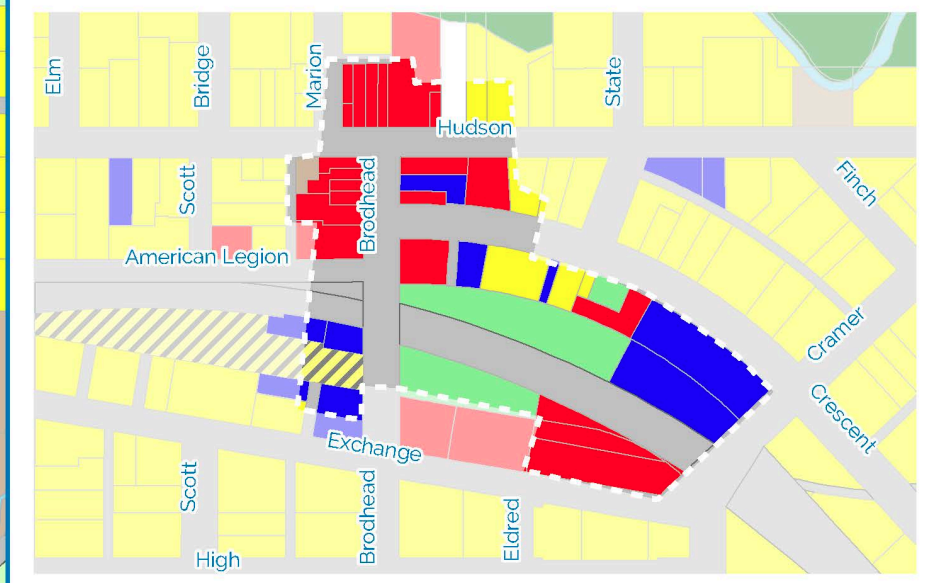 Elm
Bridge
Marion
State
Hudson
Scott
Brodhead
Finch
American Legion
Cramer
Crescent
Exchange
Scott
Brodhead
Eldred
High